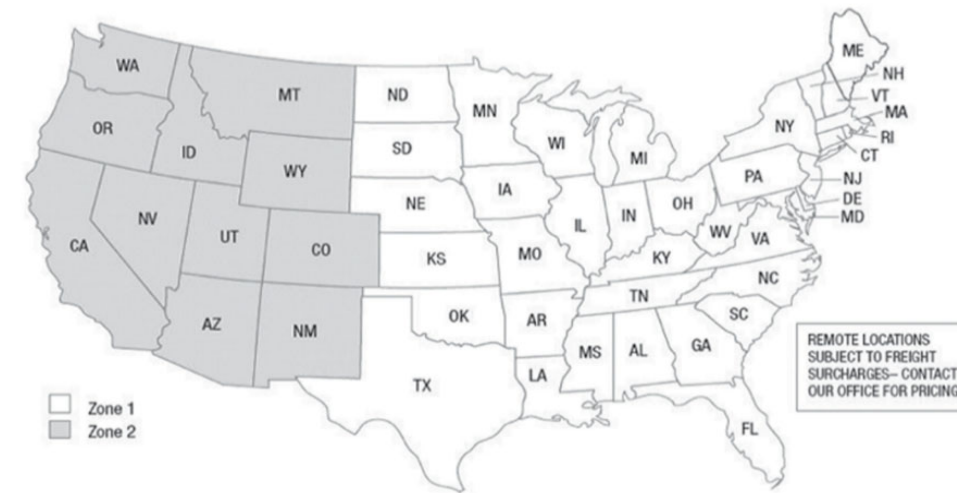 WA
MT
ND
MN
ME
NH
VT
MA
RI
CT
NJ
DE
MD
OR
ID
WY
SD
WI
MI
NY
PA
NE
IA
CA
NV
UT
CO
KS
MO
IL
IN
OH
WV
VA
KY
AZ
NM
OK
AR
TN
NC
SC
TX
LA
MS
AL
GA
FL
Zone 1
Zone 2
REMOTE LOCATIONS
SUBJECT TO FREIGHT
SURCHARGES– CONTACT
OUR OFFICE FOR PRICING